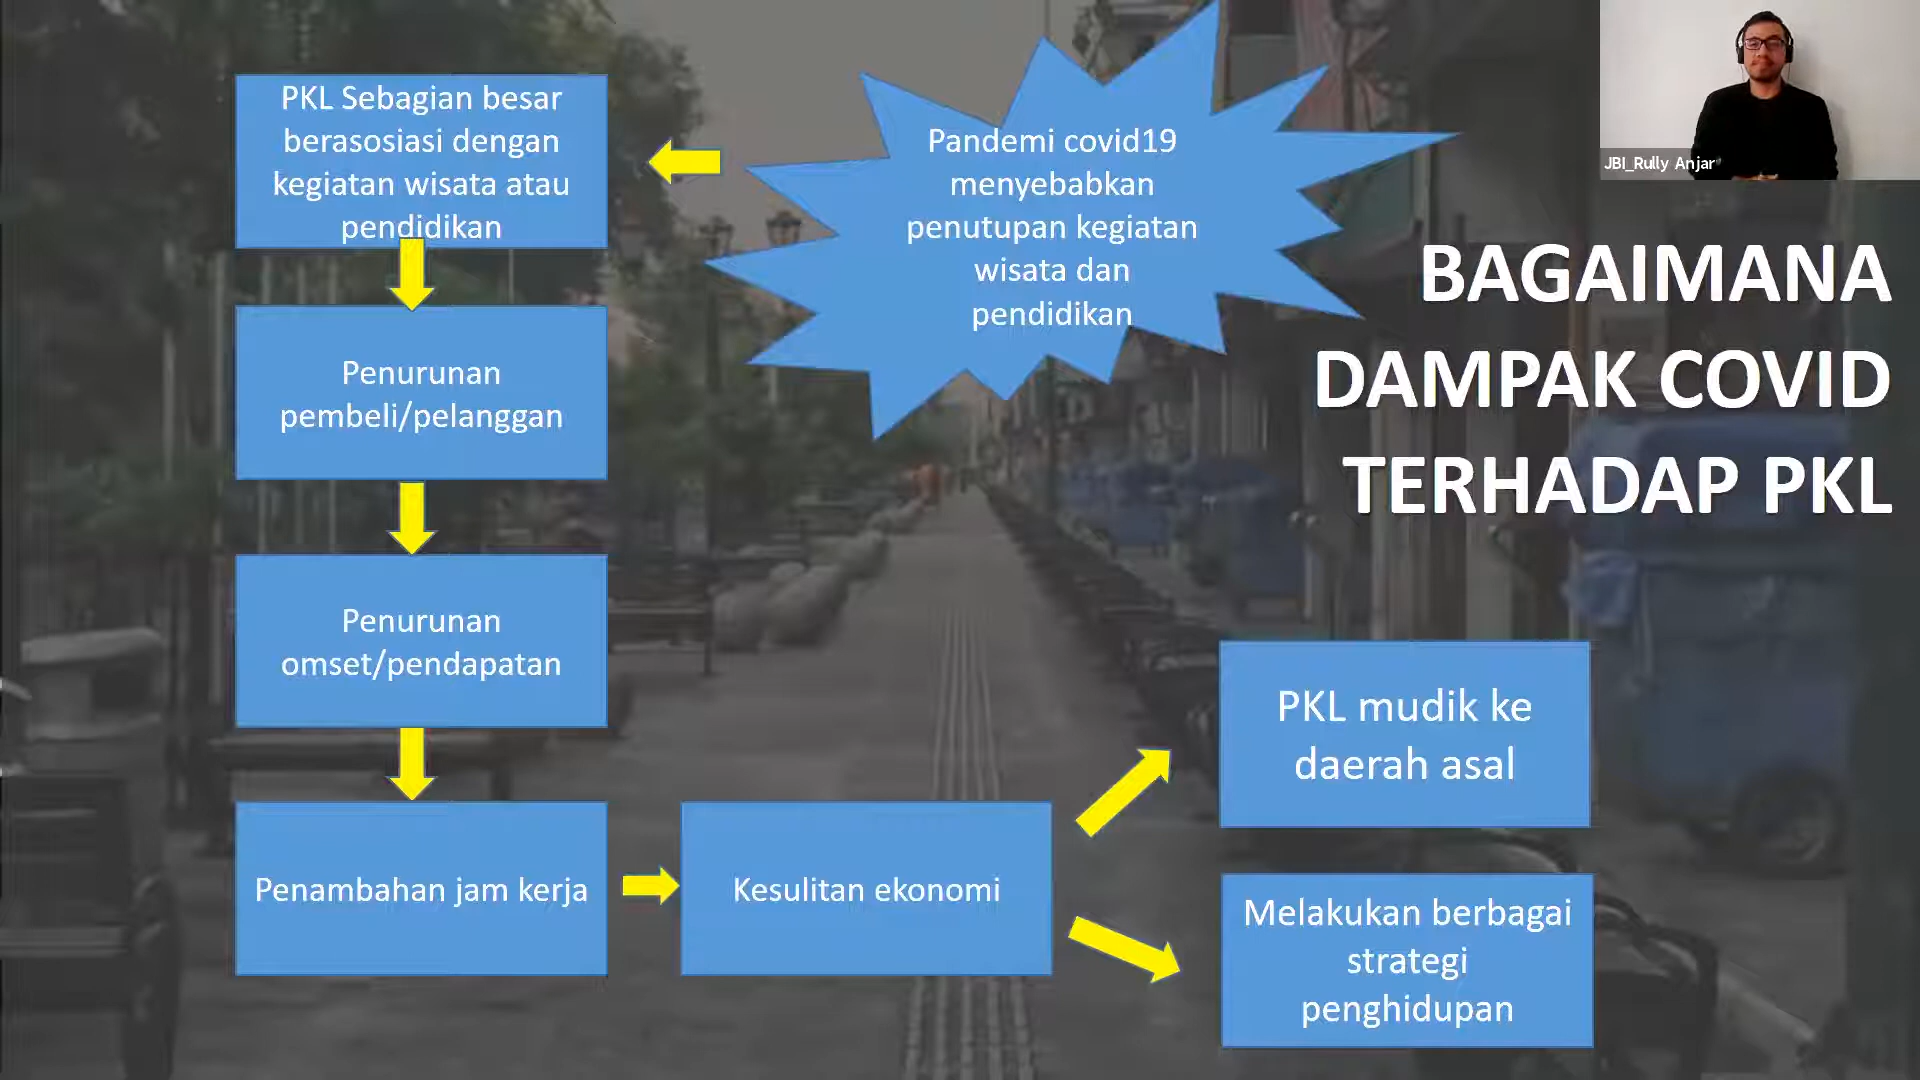 PKL Sebagian besar
berasosiasi dengan
kegiatan wisata atau
pendidikan
Pandemi covid19
menyebabkan
penutupan kegiatan
wisata dan
pendidikan
JBI_Rully Anjar
BAGAIMANA
DAMPAK COVID
TERHADAP PKL
Penurunan
pembeli/pelanggan
Penurunan
omset/pendapatan
Penambahan jam kerja
Kesulitan ekonomi
PKL mudik ke
daerah asal
Melakukan berbagai
strategi
penghidupan